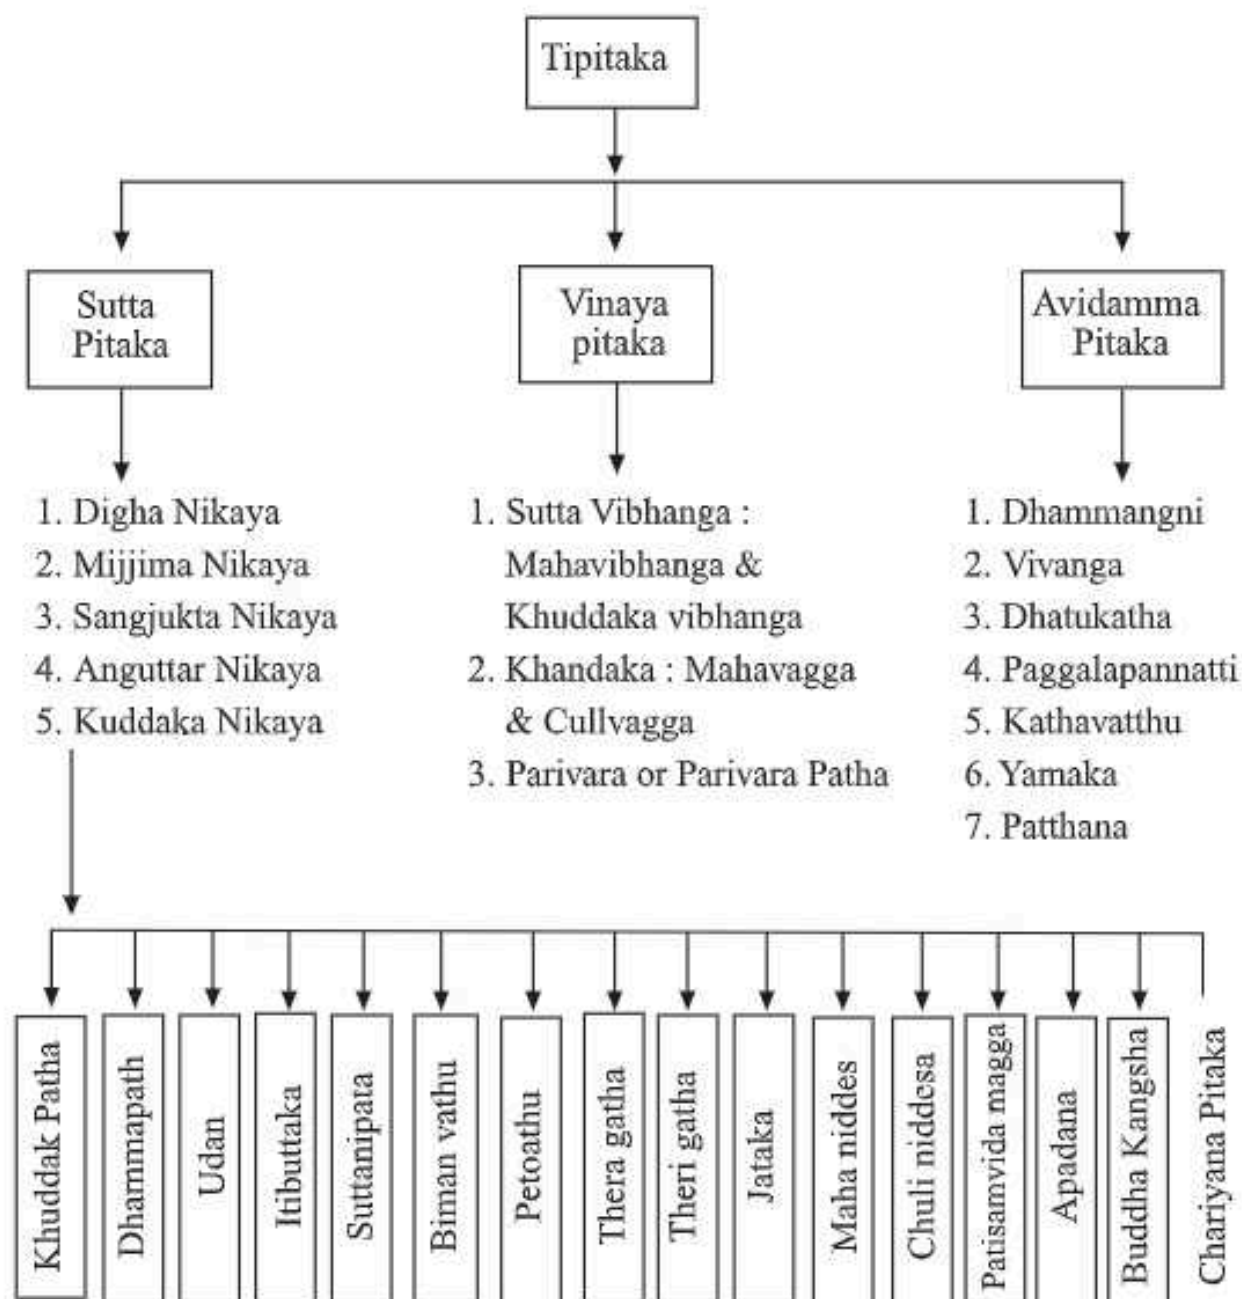 Tipitaka
Sutta
Pitaka
Vinaya
pitaka
Avidamma
Pitaka
1. Digha Nikaya
2. Mijjima Nikaya
3. Sangjukta Nikaya
4. Anguttar Nikaya
5. Kuddaka Nikaya
1. Sutta Vibhanga :
Mahavibhanga &
Khuddaka vibhanga
2. Khandaka : Mahavagga
& Cullvagga
3. Parivara or Parivara Patha
1. Dhammangni
2. Vivanga
3. Dhatukatha
4. Paggalapannatti
5. Kathavatthu
6. Yamaka
7. Patthana
Khuddak Patha
Dhammapath
Udan
Itibuttaka
Suttanipata
Biman vathu
Petoathu
Thera gatha
Theri gatha
Jataka
Maha niddes
Chuli niddesa
Patisamvida magga
Apadana
Buddha Kangsha
Chariyana Pitaka